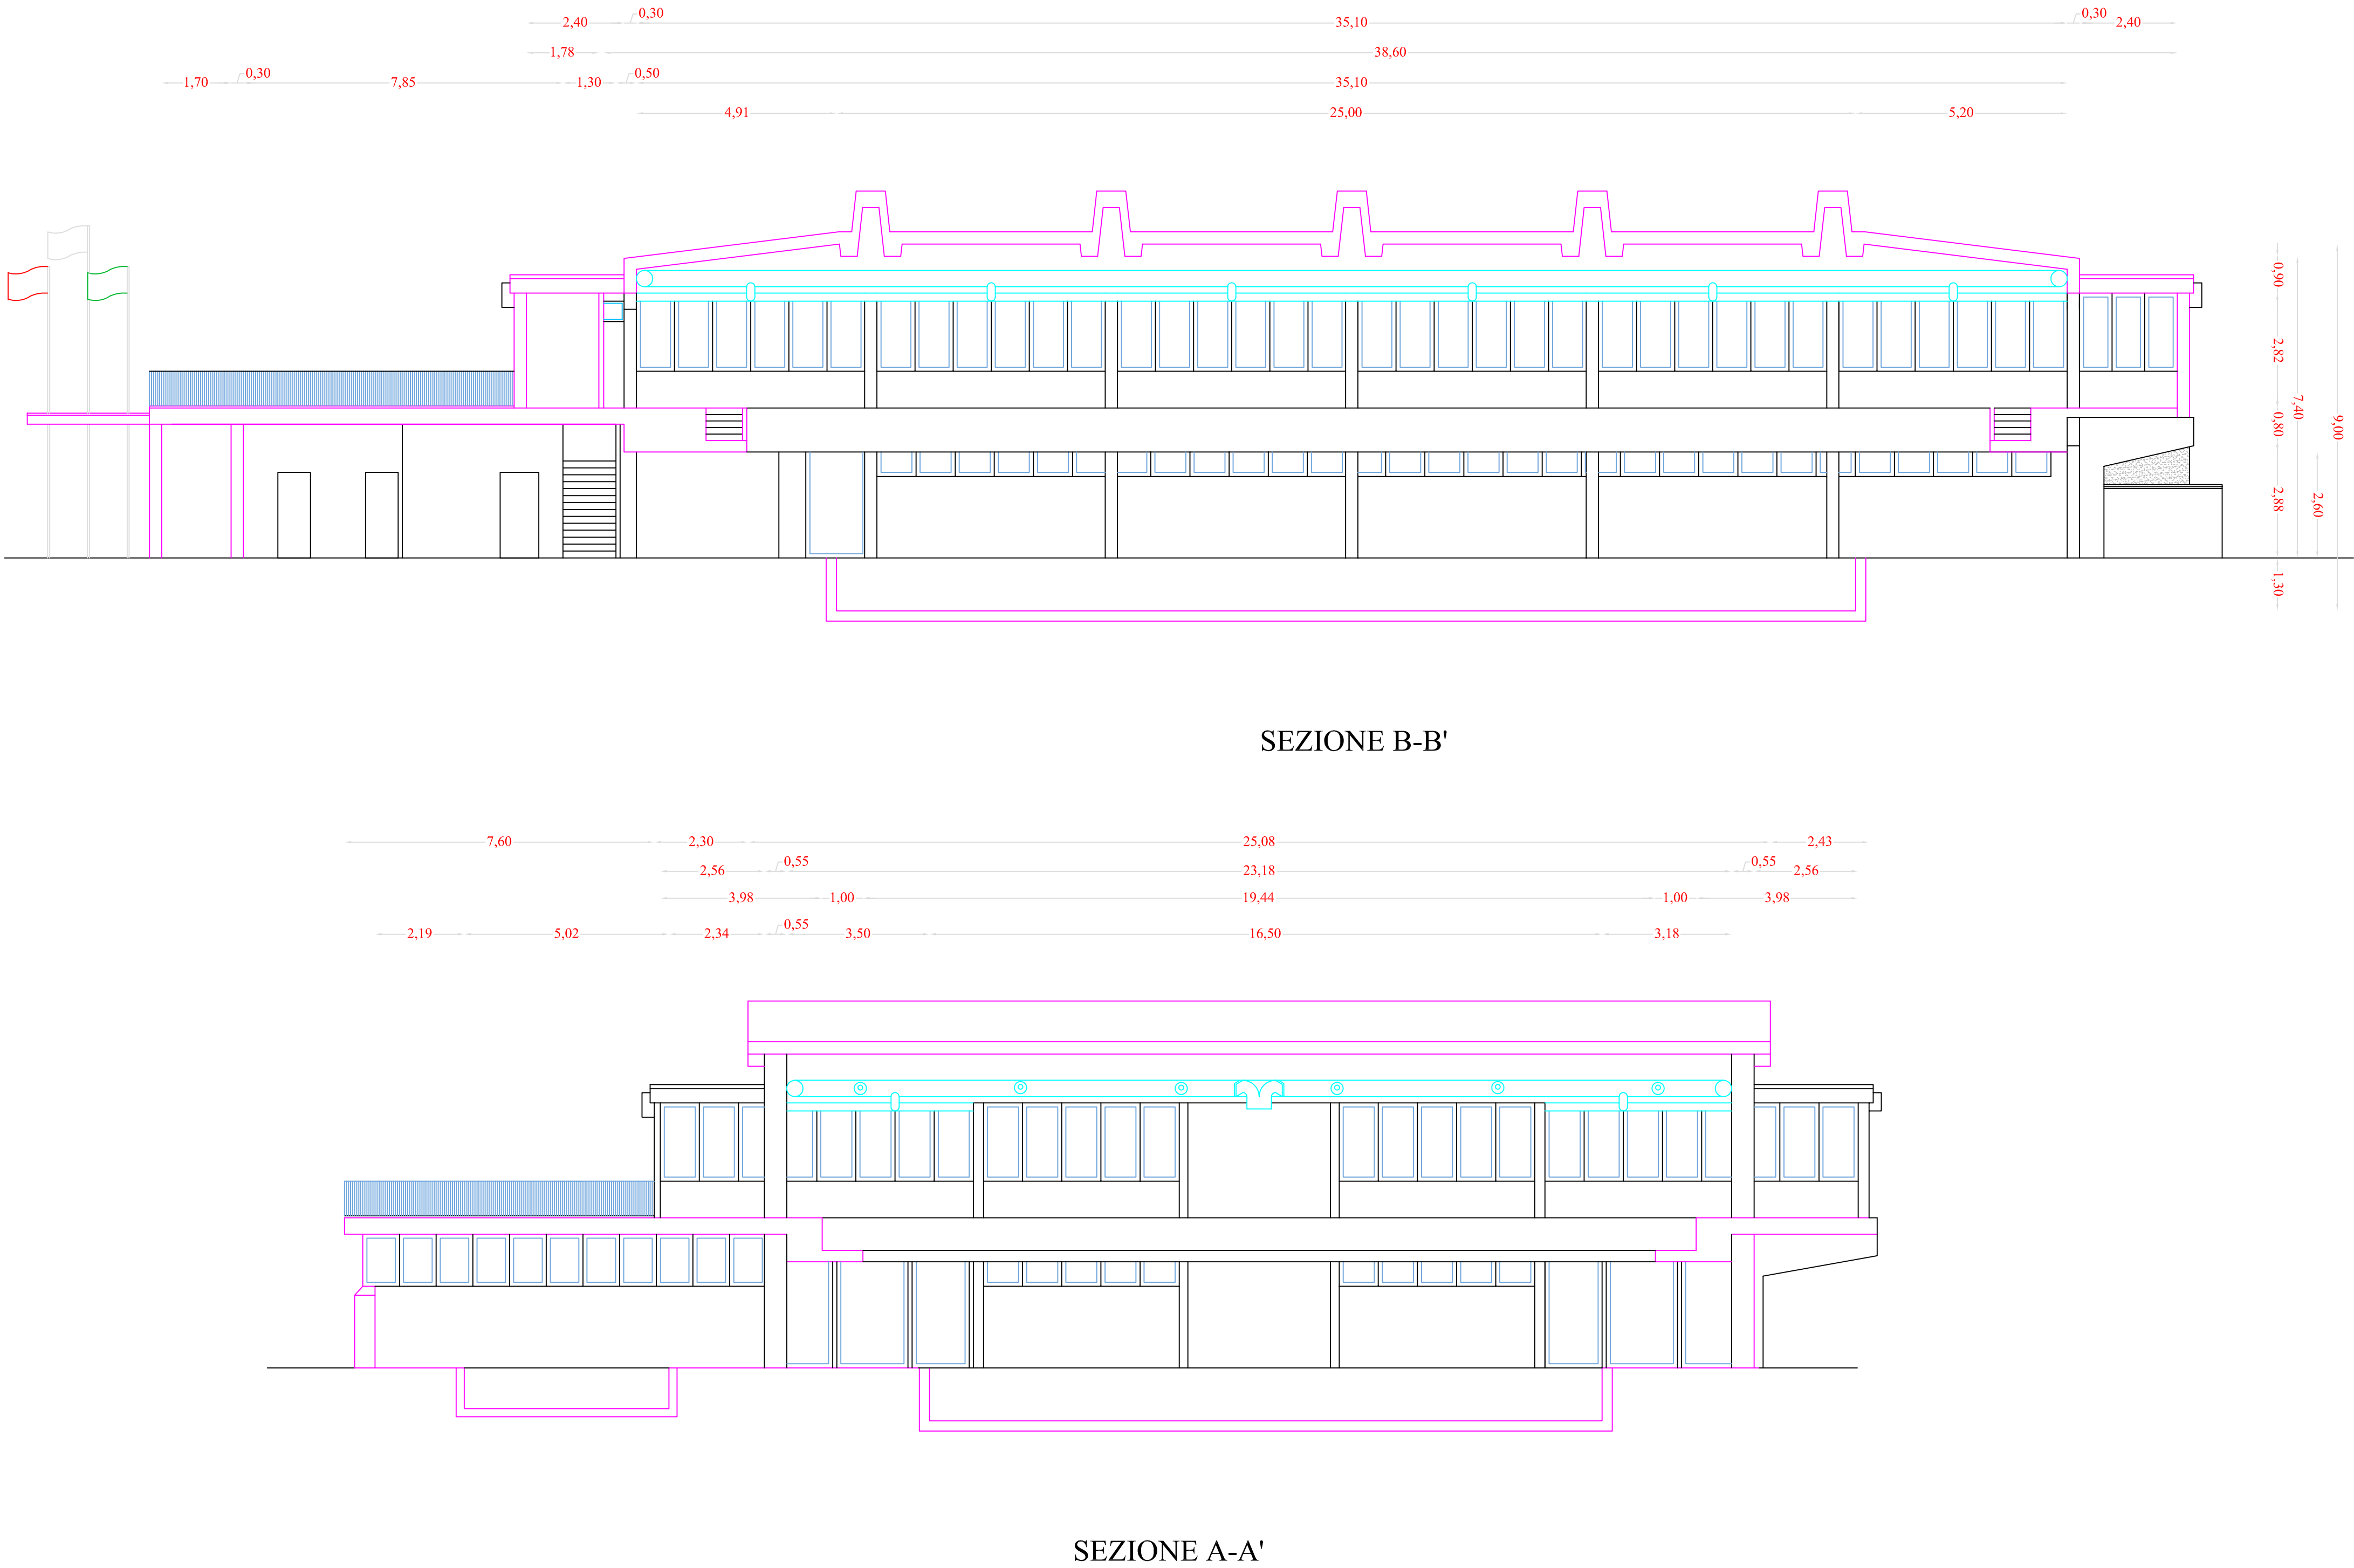 2,40 0,30 35,10 0,30 2,40
1,78 38,60
1,70 0,30 7,85 1,30 0,50 35,10
4,91 25,00 5,20
0,90
2,82
7,40
0,80
9,00
2,88
2,60
1,30
SEZIONE B-B'
7,60 2,30 25,08 2,43
2,56 0,55 23,18 0,55 2,56
3,98 1,00 19,44 1,00 3,98
2,19 5,02 2,34 0,55 3,50 16,50 3,18
SEZIONE A-A'